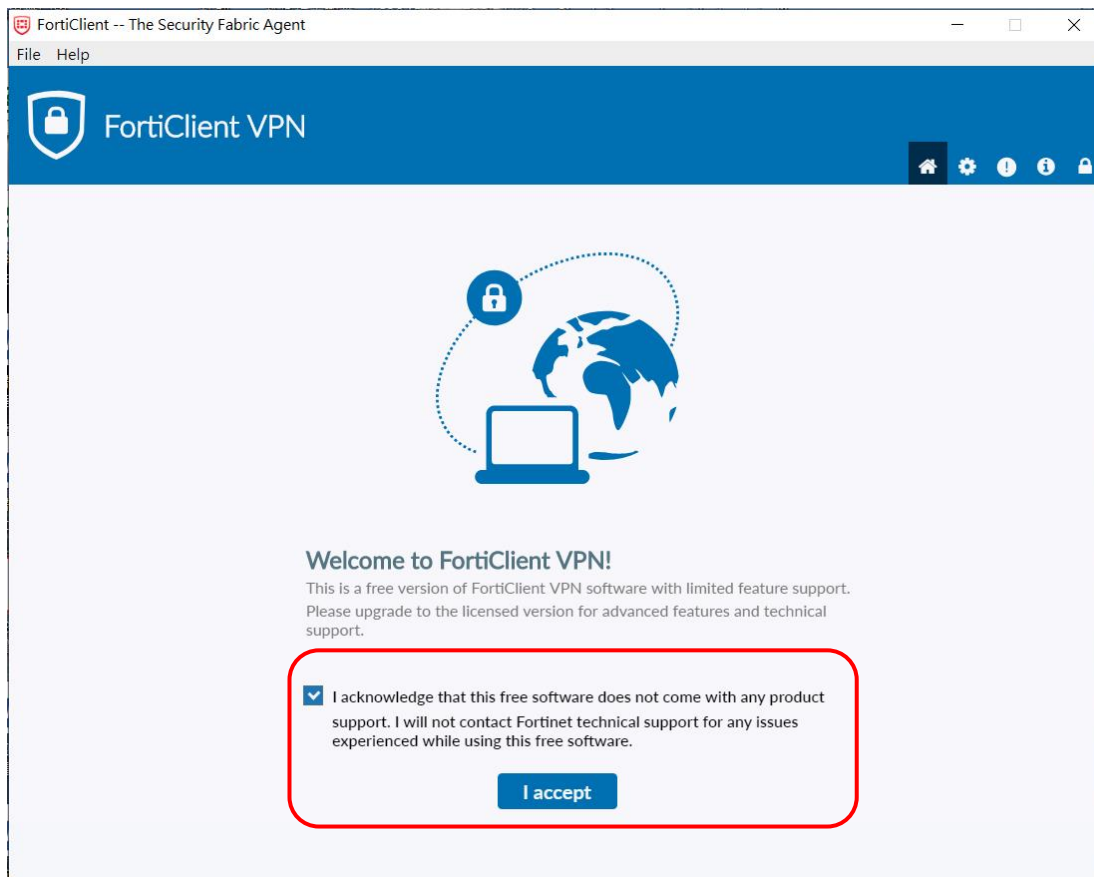 FortiClient -- The Security Fabric Agent
File Help
FortiClient VPN
Welcome to FortiClient VPN!
This is a free version of FortiClient VPN software with limited feature support.
Please upgrade to the licensed version for advanced features and technical
support.
I acknowledge that this free software does not come with any product
support. I will not contact Fortinet technical support for any issues
experienced while using this free software.
I accept